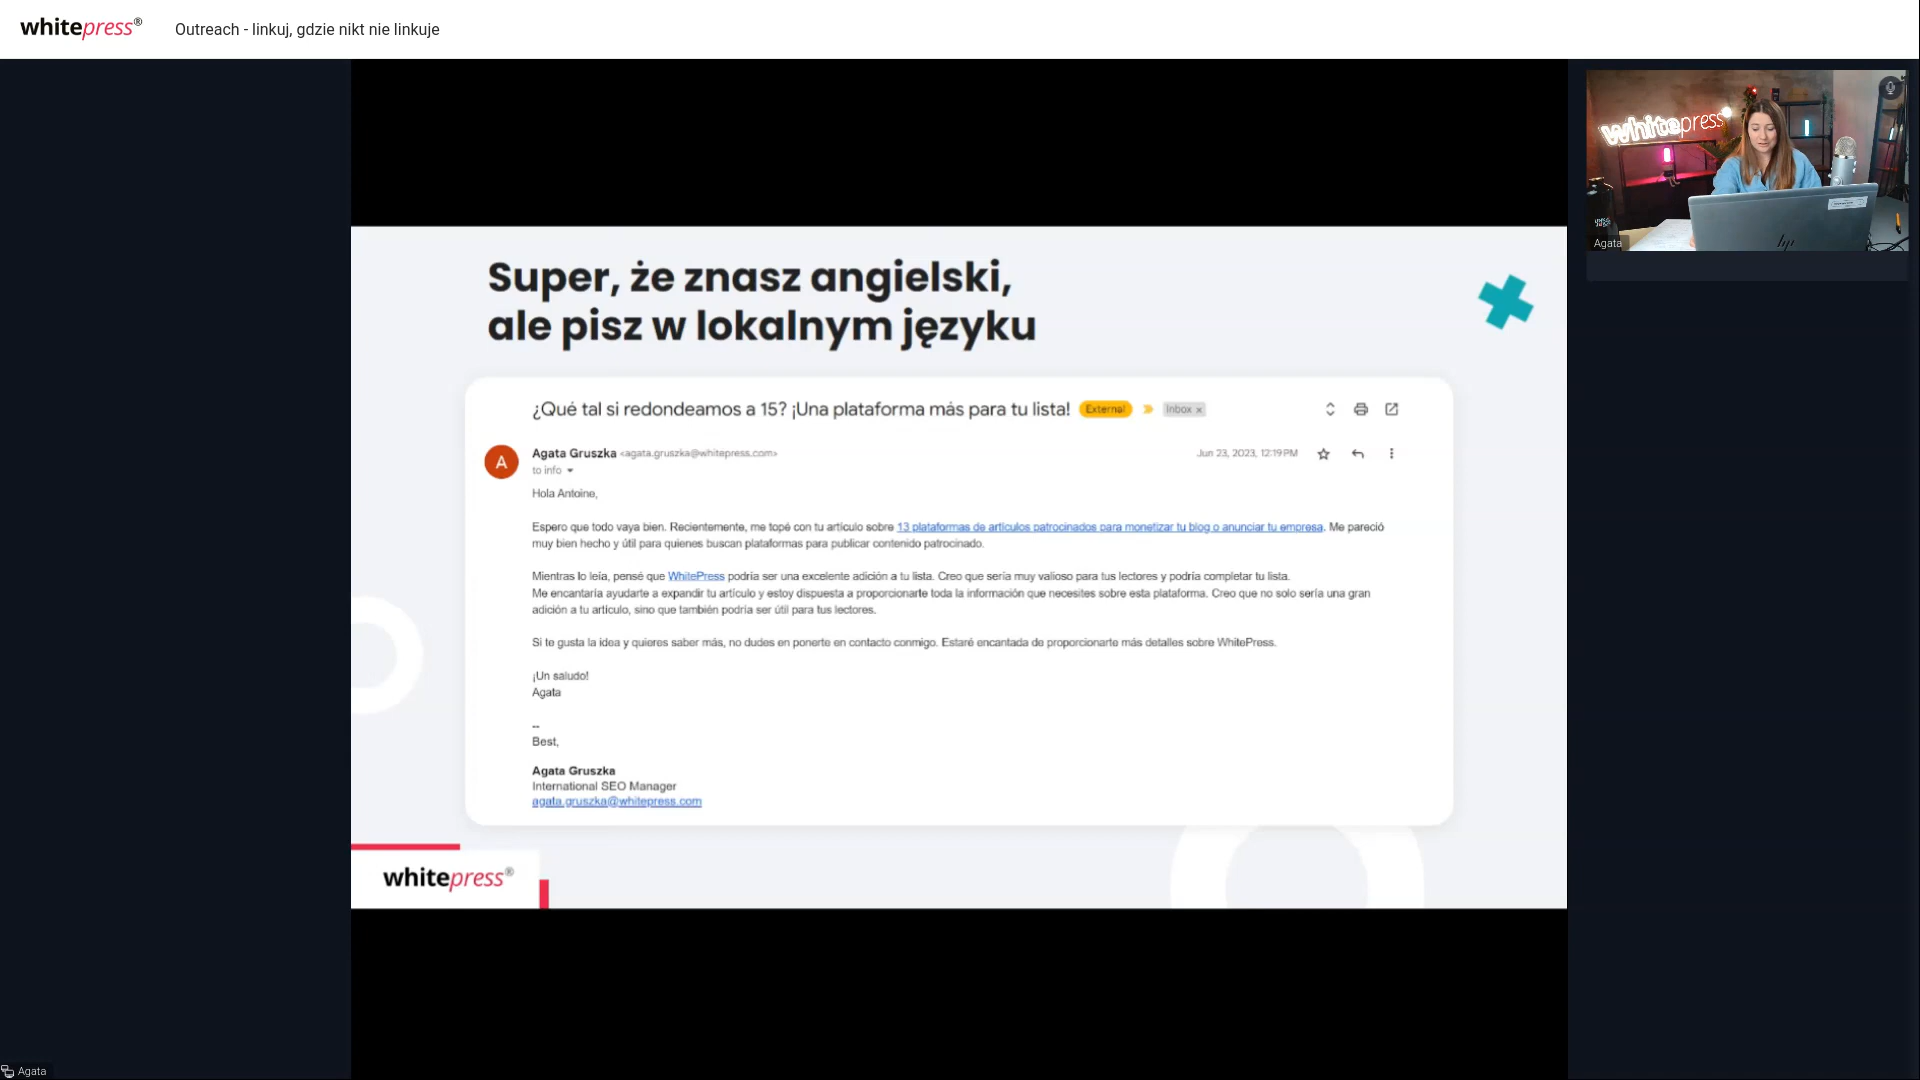 whitepress®
Outreach - linkuj, gdzie nikt nie linkuje
whitepress
hp
Agata
Super, że znasz angielski,
ale pisz w lokalnym języku
¿Qué tal si redondeamos a 15? ¡Una plataforma más para tu lista! External Inbox x
A
Agata Gruszka <agata.gruszka@whitepress.com> Jun 23, 2023, 12:19 PM
to info
Hola Antoine,
Espero que todo vaya bien. Recientemente, me topé con tu artículo sobre 13 plataformas de artículos patrocinados para monetizar tu blog o anunciar tu empresa. Me pareció
muy bien hecho y útil para quienes buscan plataformas para publicar contenido patrocinado.
Mientras lo leía, pensé que WhitePress podría ser una excelente adición a tu lista. Creo que sería muy valioso para tus lectores y podría completar tu lista.
Me encantaría ayudarte a expandir tu artículo y estoy dispuesta a proporcionarte toda la información que necesites sobre esta plataforma. Creo que no solo sería una gran
adición a tu artículo, sino que también podría ser útil para tus lectores.
Si te gusta la idea y quieres saber más, no dudes en ponerte en contacto conmigo. Estaré encantada de proporcionarte más detalles sobre WhitePress.
¡Un saludo!
Agata
--
Best,
Agata Gruszka
International SEO Manager
agata.gruszka@whitepress.com
whitepress®
Agata